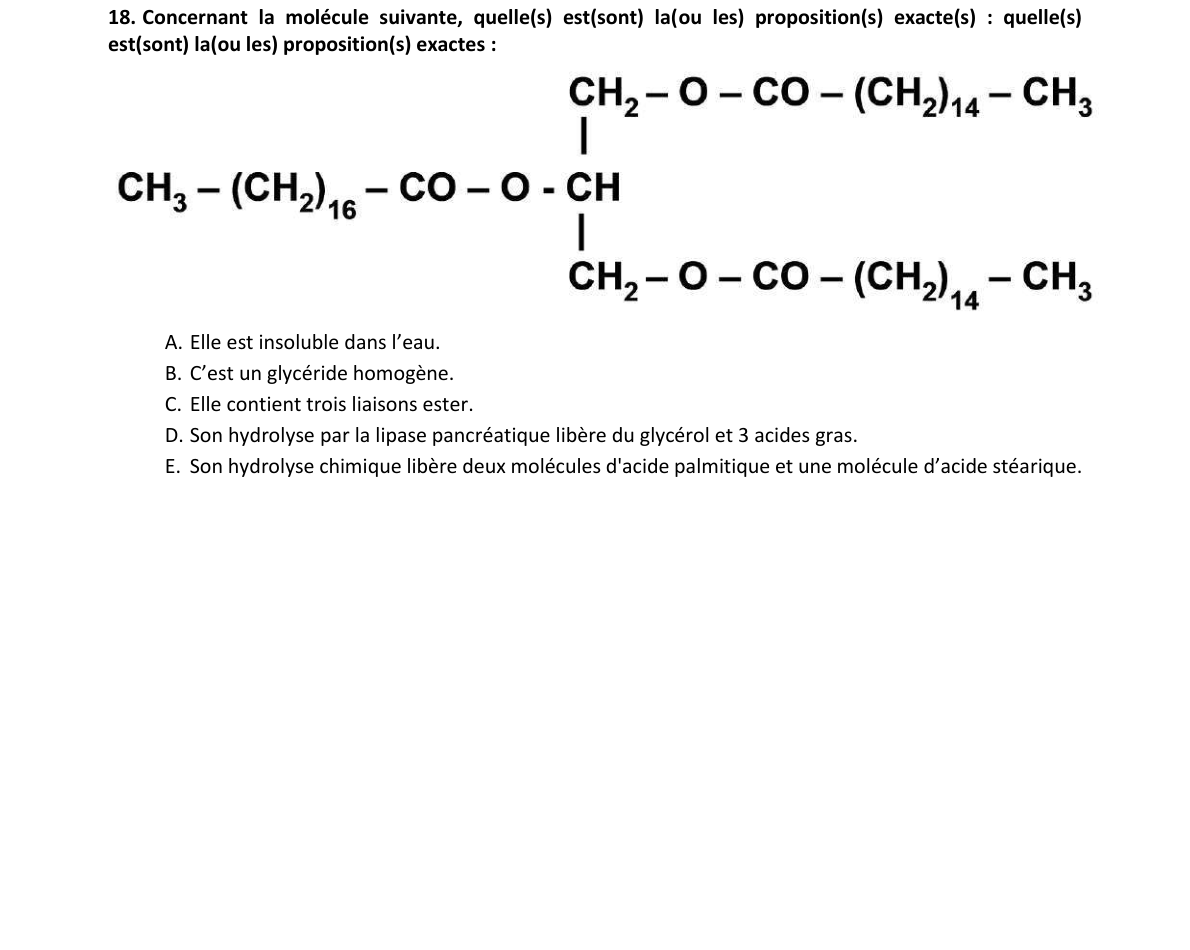 18. Concernant la molécule suivante, quelle(s) est(sont) la(ou les) proposition(s) exacte(s) : quelle(s)
est(sont) la(ou les) proposition(s) exactes :
CH₂ – O – CO – (CH₂)₁₄ – CH₃
|
CH₃ – (CH₂)₁₆ – CO – O - CH
|
CH₂ – O – CO – (CH₂)₁₄ – CH₃
A. Elle est insoluble dans l’eau.
B. C’est un glycéride homogène.
C. Elle contient trois liaisons ester.
D. Son hydrolyse par la lipase pancréatique libère du glycérol et 3 acides gras.
E. Son hydrolyse chimique libère deux molécules d'acide palmitique et une molécule d’acide stéarique.